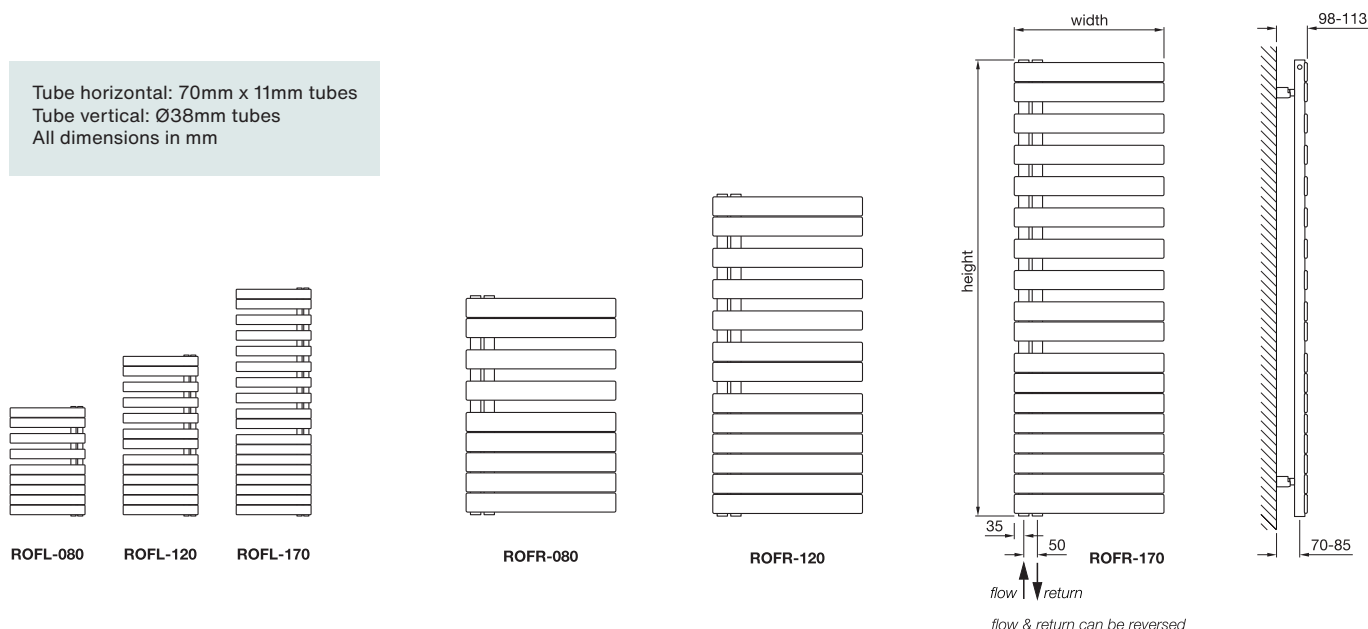 Tube horizontal: 70mm x 11mm tubes
Tube vertical: Ø38mm tubes
All dimensions in mm
ROFL-080
ROFL-120
ROFL-170
ROFR-080
ROFR-120
width
height
35
50
ROFR-170
flow
return
flow & return can be reversed
98-113
70-85